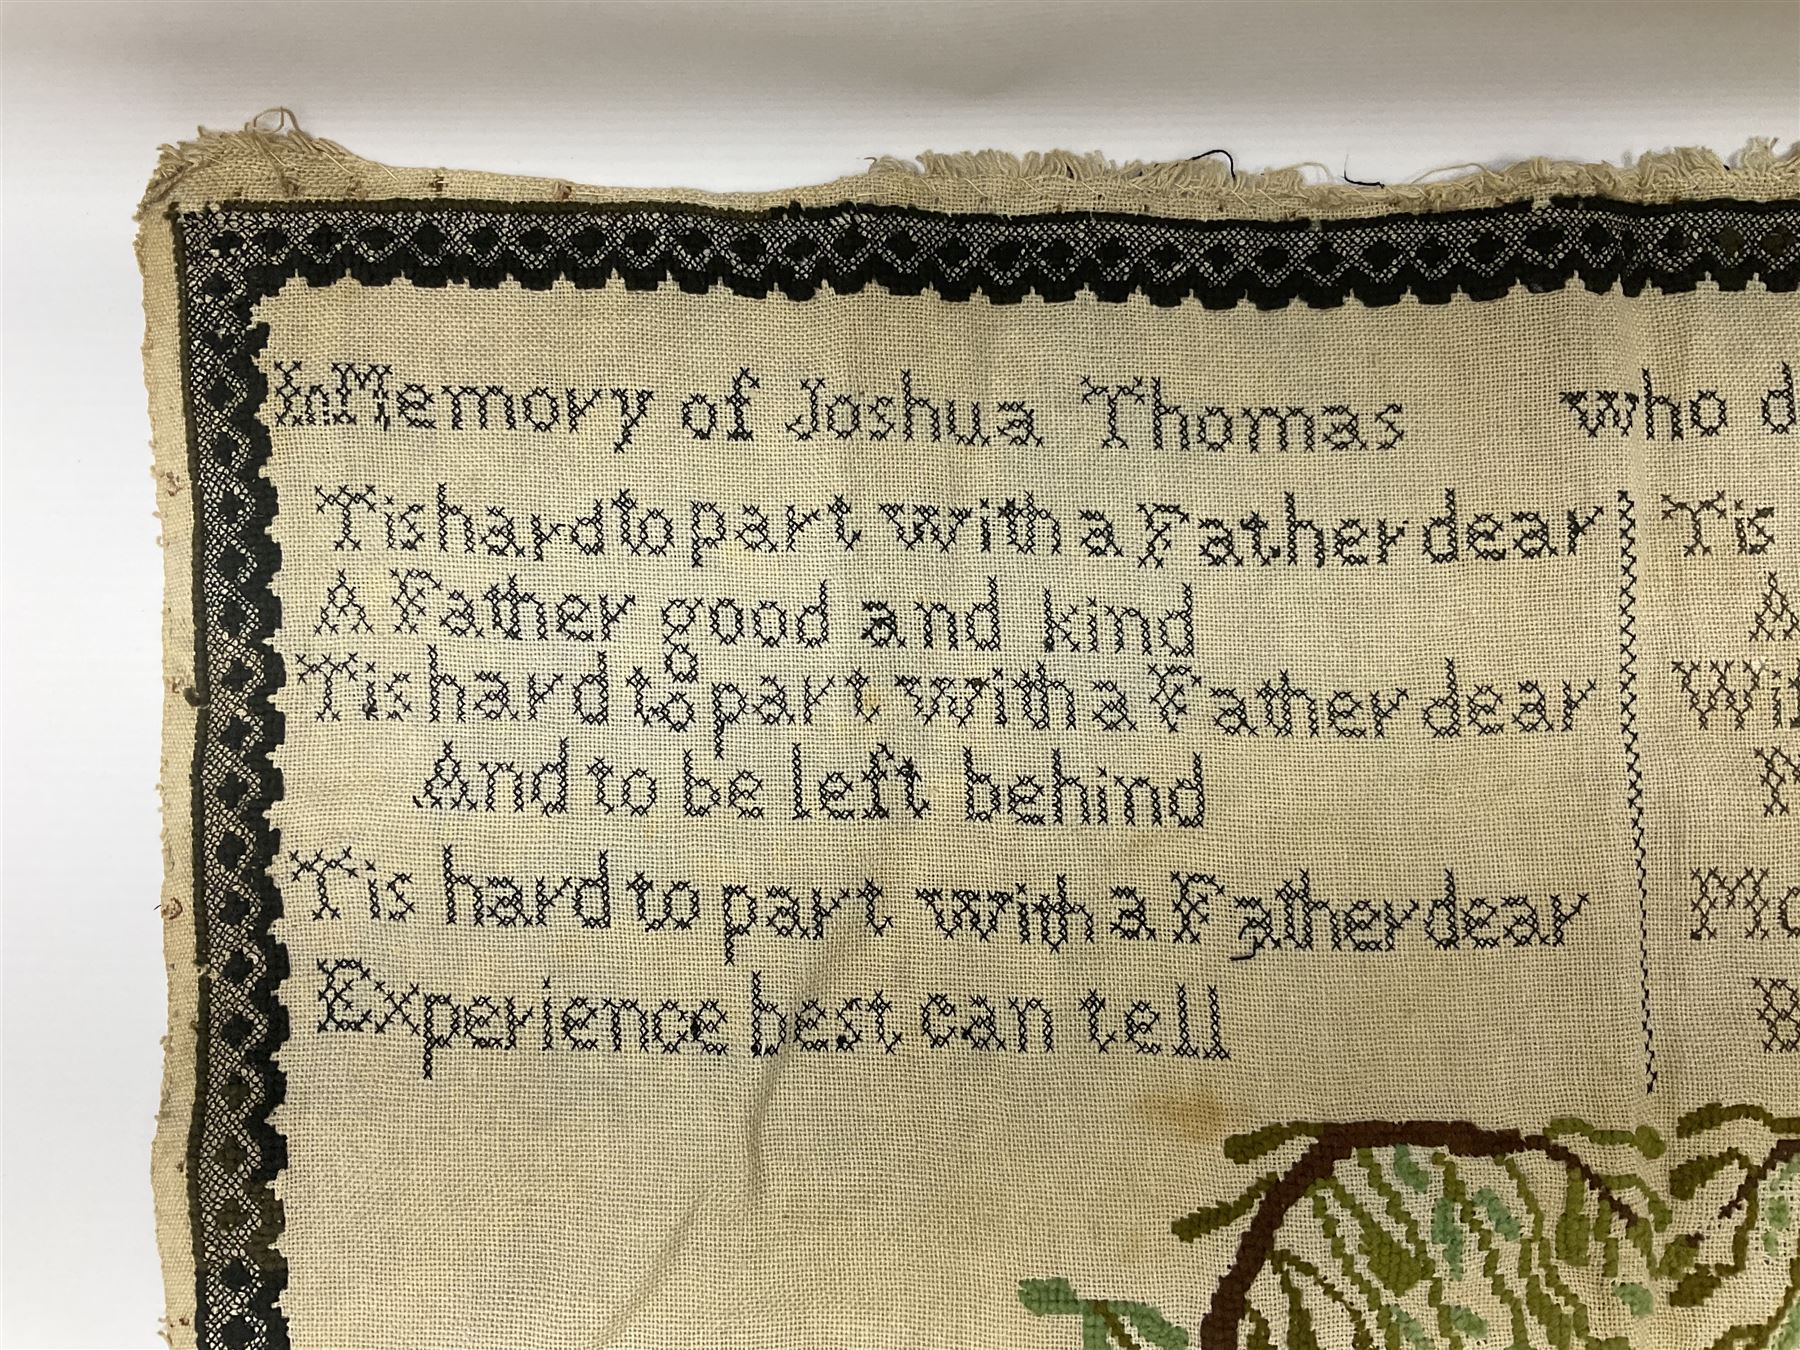 In Memory of Joshua Thomas who
Tis hard to part with a Father dear
A Father good and kind
Tis hard to part with a Father dear
And to be left behind
Tis hard to part with a Father dear
Experience best can tell
Tis
A